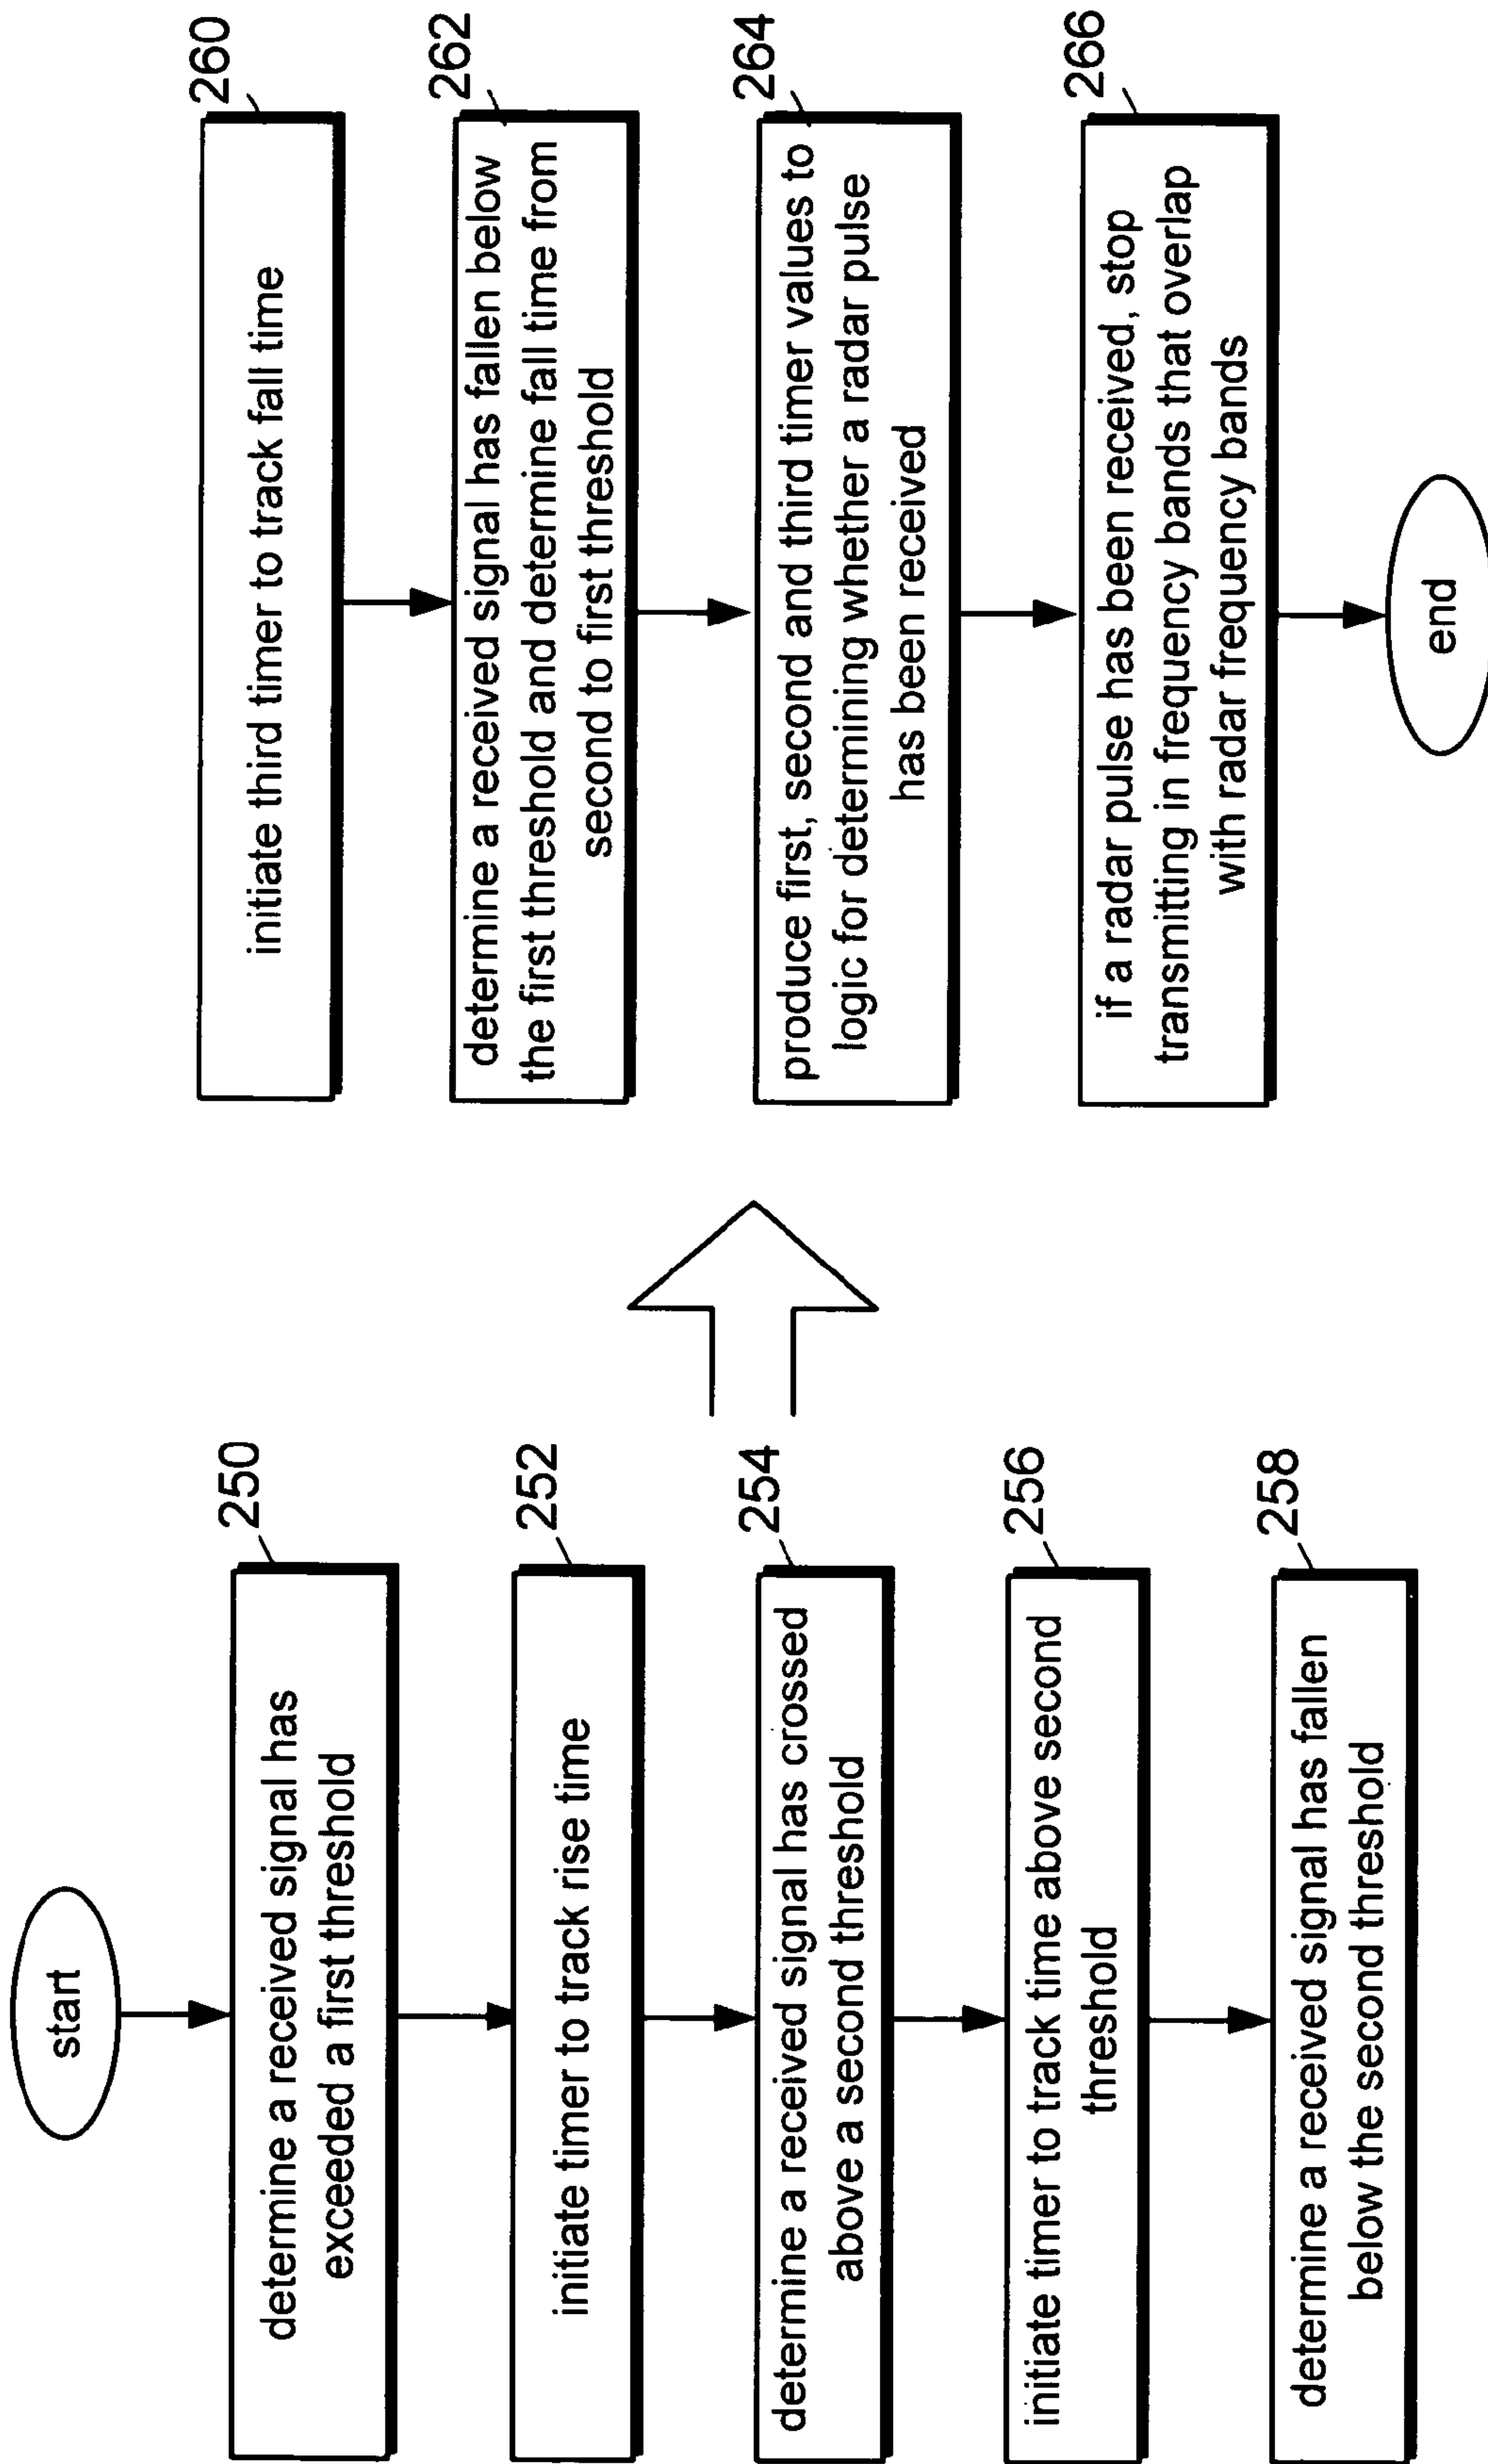 start
250
determine a received signal has
exceeded a first threshold
252
initiate timer to track rise time
254
determine a received signal has crossed
above a second threshold
256
initiate timer to track time above second
threshold
258
determine a received signal has fallen
below the second threshold
260
initiate third timer to track fall time
262
determine a received signal has fallen below
the first threshold and determine fall time from
second to first threshold
264
produce first, second and third timer values to
logic for determining whether a radar pulse
has been received
266
if a radar pulse has been received, stop
transmitting in frequency bands that overlap
with radar frequency bands
end